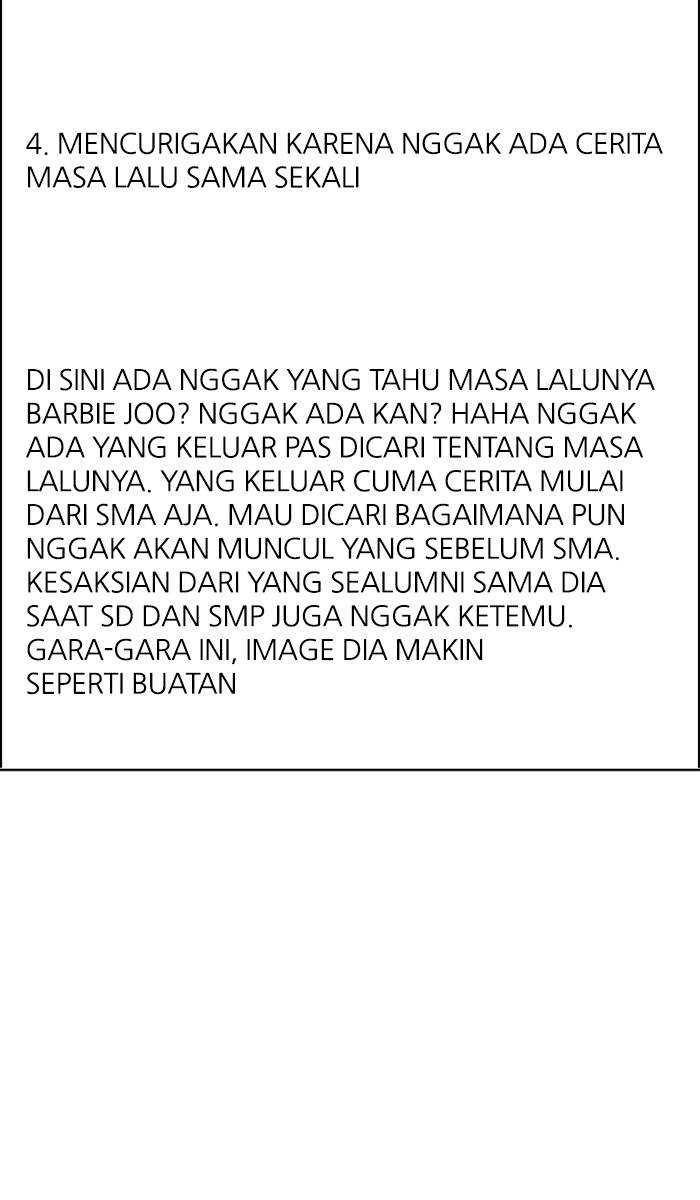 4. MENCURIGAKAN KARENA NGGAK ADA CERITA
MASA LALU SAMA SEKALI
DI SINI ADA NGGAK YANG TAHU MASA LALUNYA
BARBIE JOO? NGGAK ADA KAN? HAHA NGGAK
ADA YANG KELUAR PAS DICARI TENTANG MASA
LALUNYA. YANG KELUAR CUMA CERITA MULAI
DARI SMA AJA. MAU DICARI BAGAIMANA PUN
NGGAK AKAN MUNCUL YANG SEBELUM SMA.
KESAKSIAN DARI YANG SEALUMNI SAMA DIA
SAAT SD DAN SMP JUGA NGGAK KETEMU.
GARA-GARA INI, IMAGE DIA MAKIN
SEPERTI BUATAN